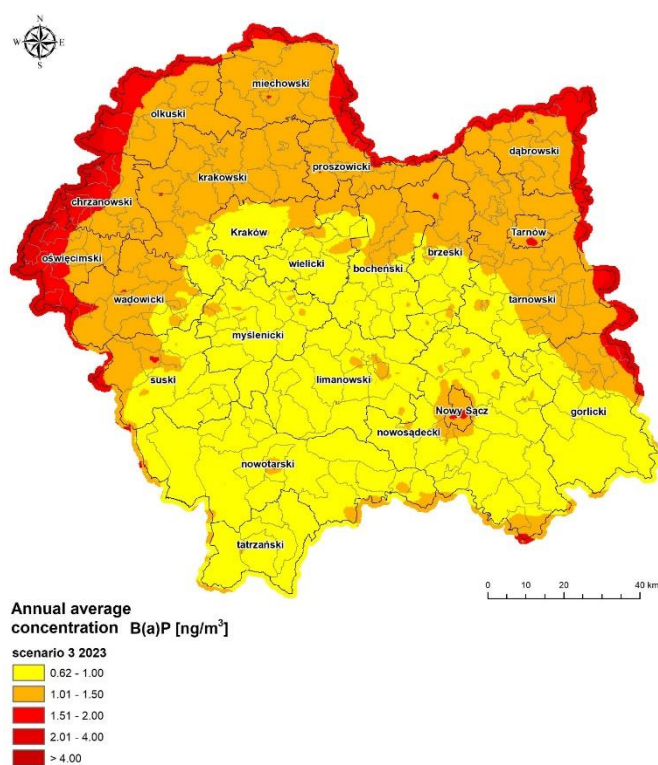 N
W E
S
miechowski
olkuski
dąbrowski
proszowicki
krakowski
chrzanowski
Kraków
Tarnów
oświęcimski
brzeski
wielicki
bocheński
wadowicki
tarnowski
myślenicki
suski
limanowski
Nowy Sącz
gorlicki
nowosądecki
nowotarski
tatrzański
0 10 20 40 km
Annual average
concentration B(a)P [ng/m³]
scenario 3 2023
0.62 - 1.00
1.01 - 1.50
1.51 - 2.00
2.01 - 4.00
> 4.00